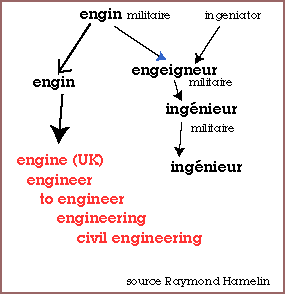 engin militaire ingeniator
engin engeigneur
militaire
ingénieur
militaire
ingénieur
engine (UK)
engineer
to engineer
engineering
civil engineering
source Raymond Hamelin